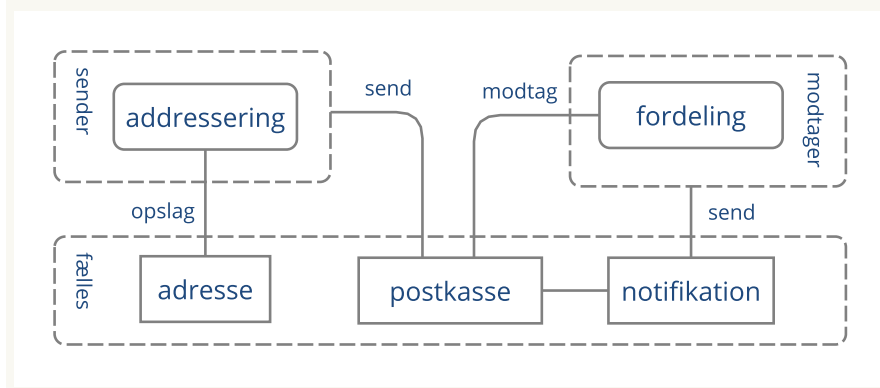 sender
addressering
send
modtag
fordeling
modtager
opslag
send
fælles
adresse
postkasse
notifikation